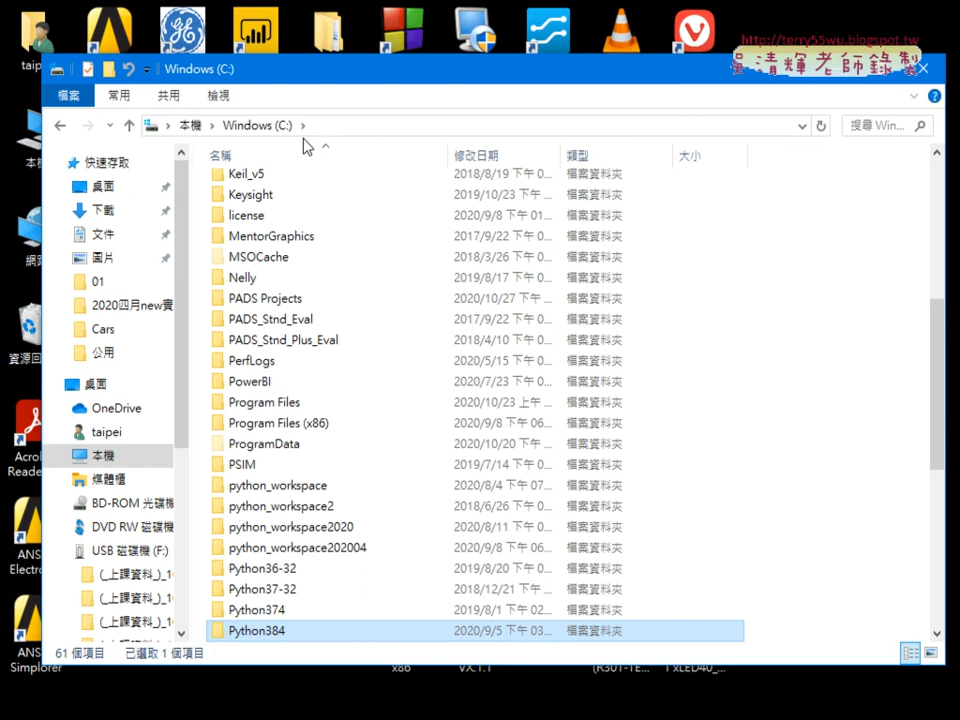 http://terry55wu.blogspot.tw
吳清輝老師錄製
Windows (C:)
檔案 常用 共用 檢視
本機 Windows (C:) 搜尋 Win...
名稱 修改日期 類型 大小
快速存取
桌面
下載
文件
圖片
01
2020四月new實
Cars
公用
桌面
OneDrive
taipei
本機
媒體櫃
BD-ROM 光碟機
DVD RW 磁碟機
USB 磁碟機 (F:)
(_上課資料_)_1
(_上課資料_)_1
(_上課資料_)_1
Keil_v5 2018/8/19 下午 0... 檔案資料夾
Keysight 2019/10/23 下午 ... 檔案資料夾
license 2020/9/8 下午 01... 檔案資料夾
MentorGraphics 2017/9/22 下午 0... 檔案資料夾
MSOCache 2018/3/26 下午 0... 檔案資料夾
Nelly 2019/8/17 下午 0... 檔案資料夾
PADS Projects 2020/10/27 下午 ... 檔案資料夾
PADS_Stnd_Eval 2017/9/22 下午 0... 檔案資料夾
PADS_Stnd_Plus_Eval 2018/4/10 下午 0... 檔案資料夾
PerfLogs 2020/5/15 下午 0... 檔案資料夾
PowerBI 2020/7/23 下午 0... 檔案資料夾
Program Files 2020/10/23 上午 ... 檔案資料夾
Program Files (x86) 2020/9/8 下午 06... 檔案資料夾
ProgramData 2020/10/20 下午 ... 檔案資料夾
PSIM 2019/7/14 下午 0... 檔案資料夾
python_workspace 2020/8/4 下午 07... 檔案資料夾
python_workspace2 2018/6/26 下午 0... 檔案資料夾
python_workspace2020 2020/8/11 下午 0... 檔案資料夾
python_workspace202004 2020/9/8 下午 06... 檔案資料夾
Python36-32 2019/8/20 下午 0... 檔案資料夾
Python37-32 2018/12/21 下午 ... 檔案資料夾
Python374 2019/8/1 下午 02... 檔案資料夾
Python384 2020/9/5 下午 03... 檔案資料夾
61 個項目 已選取 1 個項目
taip
本機
網
資源回
Acro
Reade
ANS
Electro
ANS
Simplorer
x86
VX.1.1
(R301-TE...
TxLED40_...